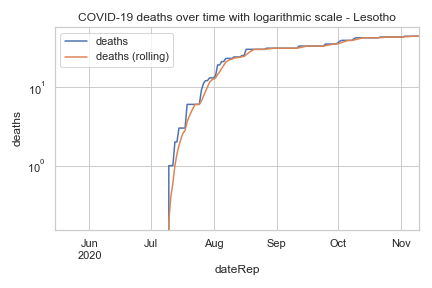 COVID-19 deaths over time with logarithmic scale - Lesotho
deaths
deaths (rolling)
10¹
10⁰
deaths
Jun
2020
Jul
Aug
Sep
Oct
Nov
dateRep